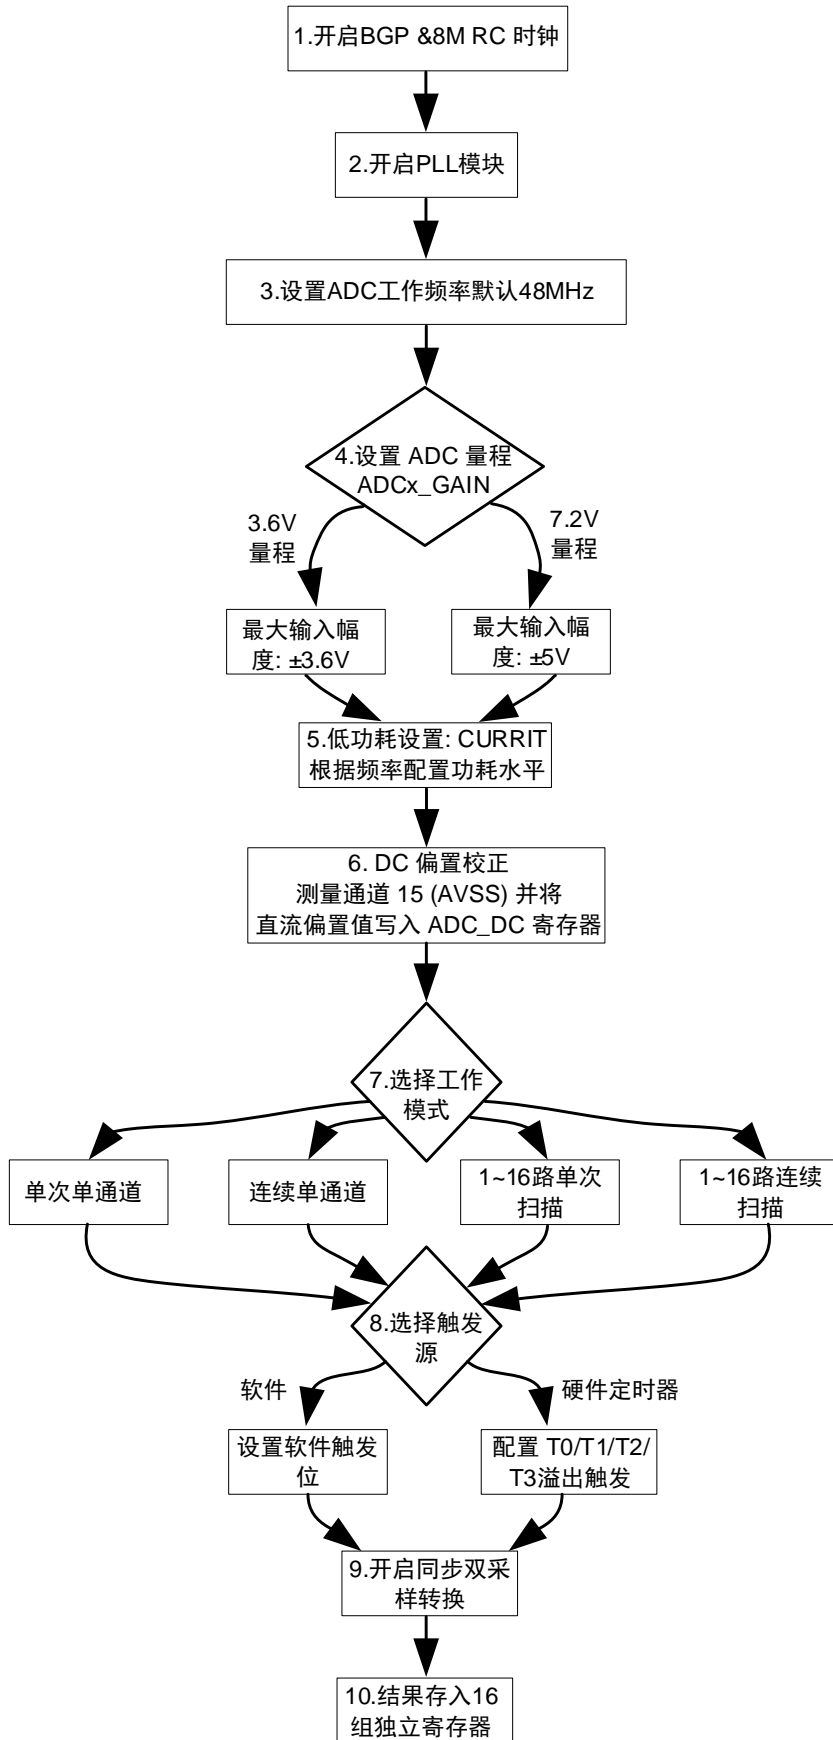 1.开启BGP &8M RC 时钟
2.开启PLL模块
3.设置ADC工作频率默认48MHz
4.设置 ADC 量程
ADCx_GAIN
3.6V
量程
7.2V
量程
最大输入幅
度: ±3.6V
最大输入幅
度: ±5V
5.低功耗设置: CURRIT
根据频率配置功耗水平
6. DC 偏置校正
测量通道 15 (AVSS) 并将
直流偏置值写入 ADC_DC 寄存器
7.选择工作
模式
单次单通道
连续单通道
1~16路单次
扫描
1~16路连续
扫描
8.选择触发
源
软件
硬件定时器
设置软件触发
位
配置 T0/T1/T2/
T3溢出触发
9.开启同步双采
样转换
10.结果存入16
组独立寄存器